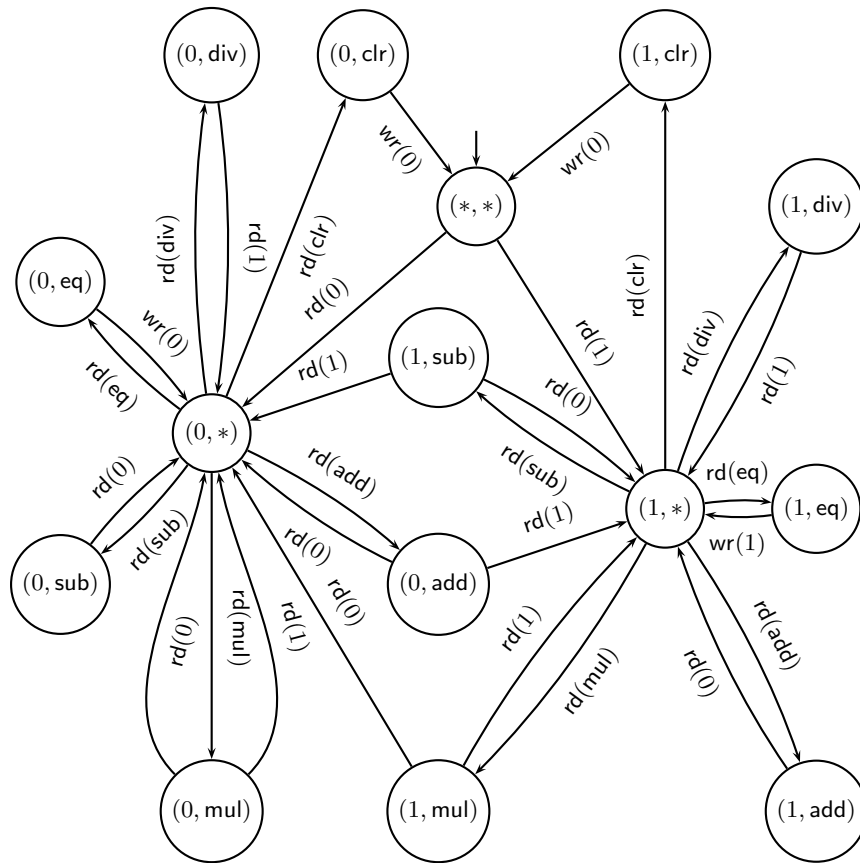 (0, div)
(0, clr)
(1, clr)
wr(0)
wr(0)
(∗, ∗)
(1, div)
rd(div)
rd(1)
rd(clr)
rd(0)
rd(clr)
(0, eq)
wr(0)
rd(1)
rd(div)
rd(1)
rd(eq)
rd(1)
(1, sub)
rd(0)
(0, ∗)
rd(0)
rd(sub)
rd(add)
rd(sub)
rd(eq)
(1, ∗)
(1, eq)
rd(1)
wr(1)
(0, sub)
rd(0)
(0, add)
rd(0)
rd(mul)
rd(1)
rd(0)
rd(1)
rd(mul)
rd(0)
rd(add)
(0, mul)
(1, mul)
(1, add)